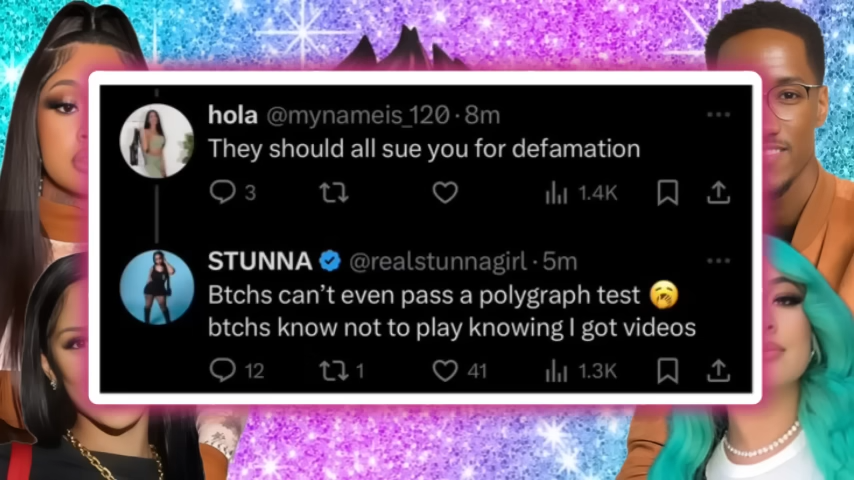 hola @mynameis_120 · 8m
They should all sue you for defamation
3 1.4K
STUNNA @realstunnagirl · 5m
Btchs can’t even pass a polygraph test 🥱
btchs know not to play knowing I got videos
12 1 41 1.3K